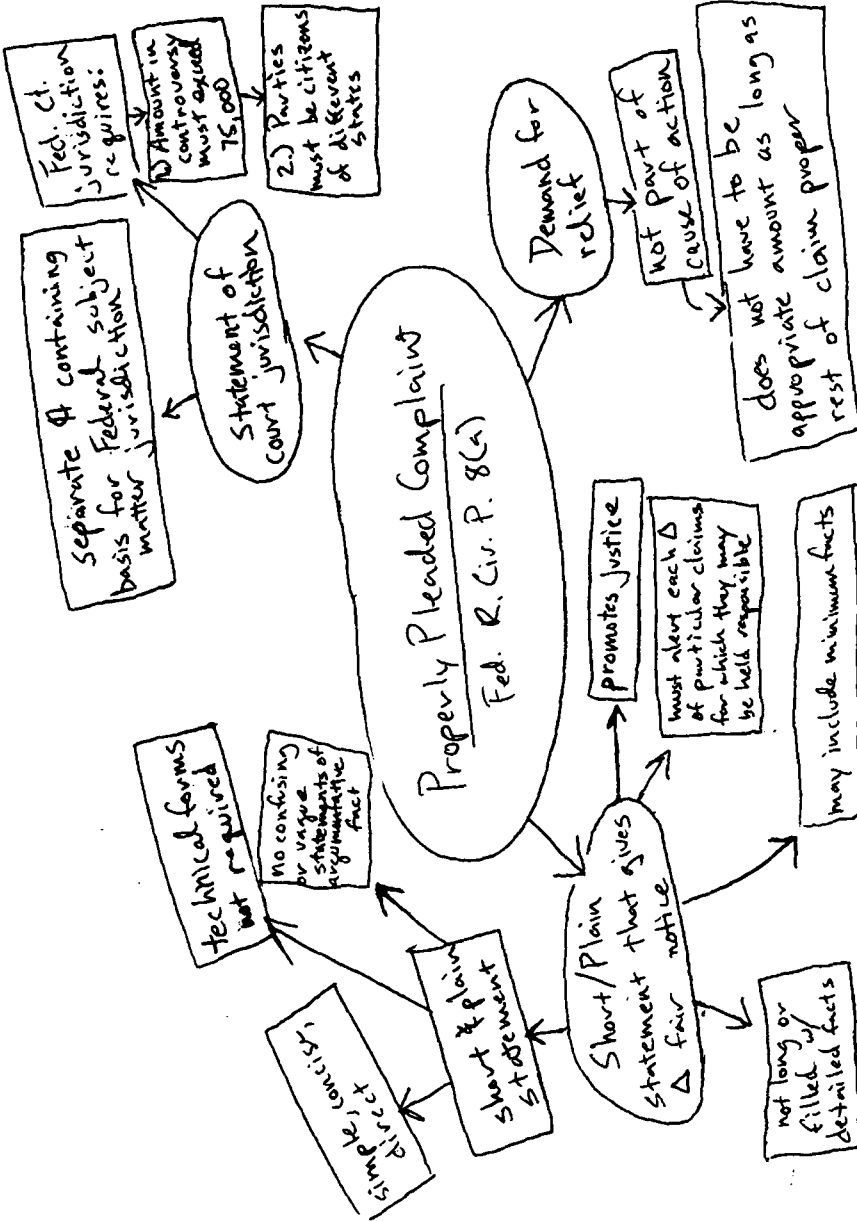 Properly Pleaded Complaint
Fed. R. Civ. P. 8(a)
Statement of
court jurisdiction
Separate ¶ containing
basis for Federal subject
matter jurisdiction
Fed. Ct.
jurisdiction
requires:
1.) Amount in
controversy
must exceed
75,000
2.) Parties
must be citizens
of different
states
Demand for
relief
not part of
cause of action
does not have to be
appropriate amount as long as
rest of claim proper
Short/Plain
statement that gives
Δ fair notice
short & plain
statement
simple, concise,
direct
technical forms
not required
no confusing
or vague
statements of
argumentative
fact
promotes justice
must alert each Δ
of particular claims
for which they may
be held responsible
may include minimum facts
not long or
filled w/
detailed facts